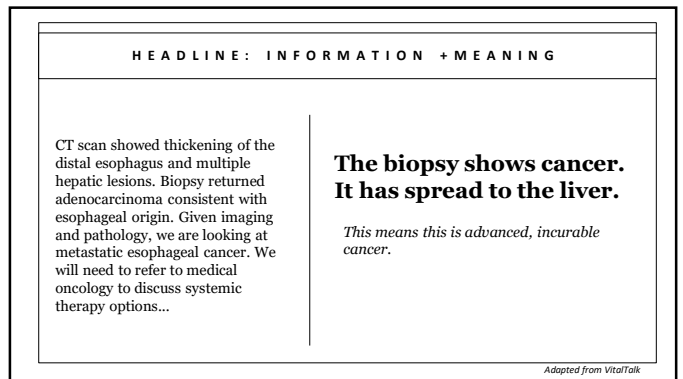 HEADLINE: INFORMATION +MEANING
CT scan showed thickening of the
distal esophagus and multiple
hepatic lesions. Biopsy returned
adenocarcinoma consistent with
esophageal origin. Given imaging
and pathology, we are looking at
metastatic esophageal cancer. We
will need to refer to medical
oncology to discuss systemic
therapy options...
The biopsy shows cancer.
It has spread to the liver.
This means this is advanced, incurable
cancer.
Adapted from VitalTalk